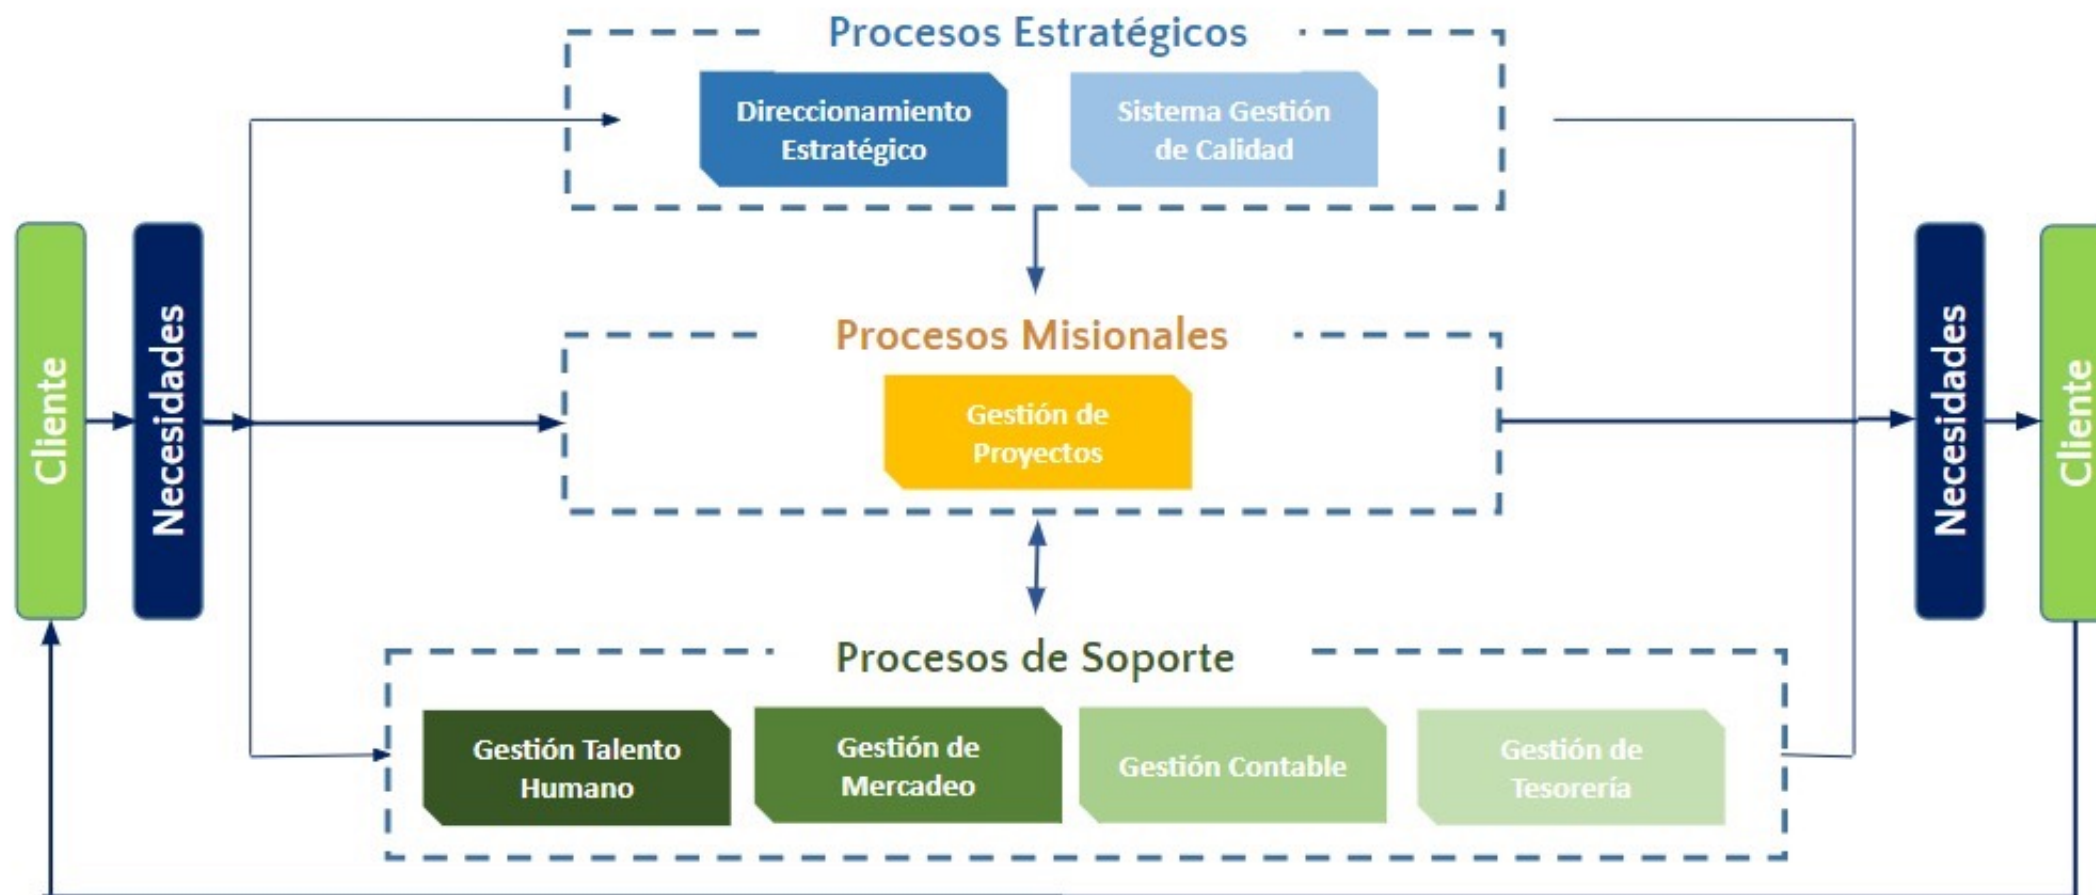 Procesos Estratégicos
Direccionamiento
Estratégico
Sistema Gestión
de Calidad
Cliente
Necesidades
Procesos Misionales
Gestión de
Proyectos
Necesidades
Cliente
Procesos de Soporte
Gestión Talento
Humano
Gestión de
Mercadeo
Gestión Contable
Gestión de
Tesorería